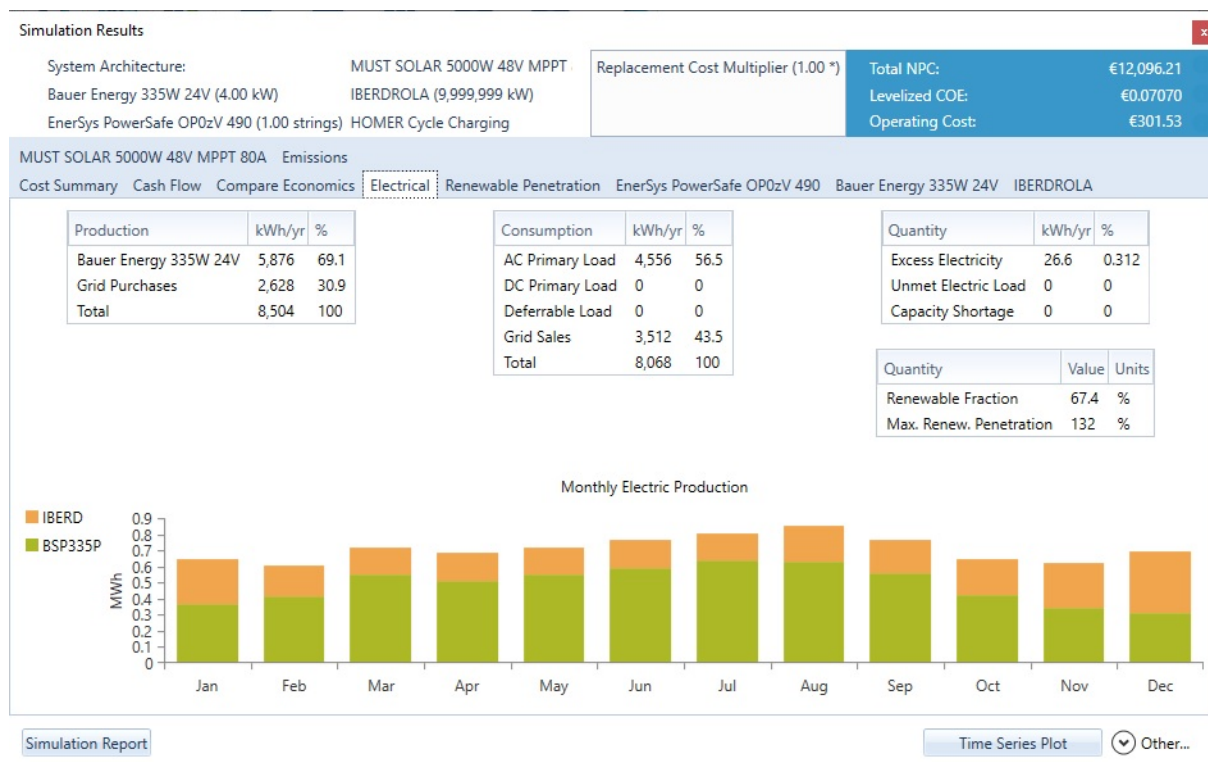 Simulation Results
x
System Architecture:
MUST SOLAR 5000W 48V MPPT
Replacement Cost Multiplier (1.00 *)
Total NPC:
€12,096.21
Bauer Energy 335W 24V (4.00 kW)
IBERDROLA (9,999,999 kW)
Levelized COE:
€0.07070
EnerSys PowerSafe OP0zV 490 (1.00 strings)
HOMER Cycle Charging
Operating Cost:
€301.53
MUST SOLAR 5000W 48V MPPT 80A Emissions
Cost Summary Cash Flow Compare Economics Electrical Renewable Penetration EnerSys PowerSafe OP0zV 490 Bauer Energy 335W 24V IBERDROLA
Production kWh/yr %
Bauer Energy 335W 24V 5,876 69.1
Grid Purchases 2,628 30.9
Total 8,504 100
Consumption kWh/yr %
AC Primary Load 4,556 56.5
DC Primary Load 0 0
Deferrable Load 0 0
Grid Sales 3,512 43.5
Total 8,068 100
Quantity kWh/yr %
Excess Electricity 26.6 0.312
Unmet Electric Load 0 0
Capacity Shortage 0 0
Quantity Value Units
Renewable Fraction 67.4 %
Max. Renew. Penetration 132 %
Monthly Electric Production
IBERD
BSP335P
MWh
0.9
0.8
0.7
0.6
0.5
0.4
0.3
0.2
0.1
0
Jan Feb Mar Apr May Jun Jul Aug Sep Oct Nov Dec
Simulation Report
Time Series Plot
Other...